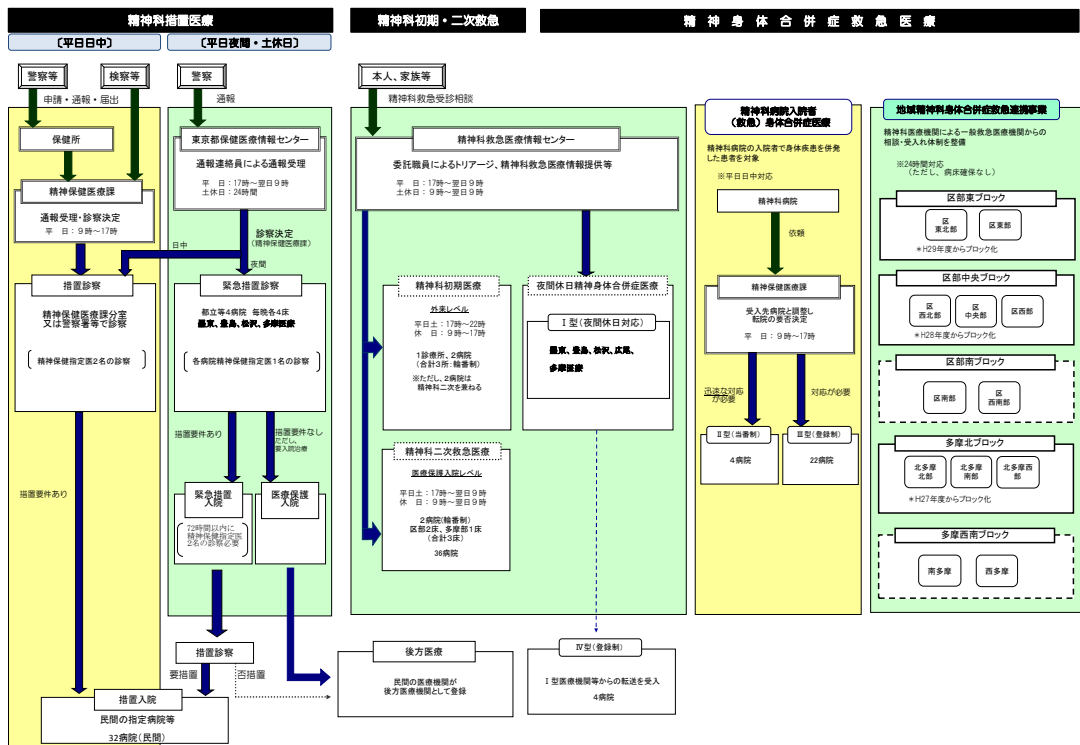 精神科措置医療
精神科初期・二次救急
精神身体合併症救急医療
〔平日日中〕
〔平日夜間・土休日〕
警察等
検察等
申請・通報・届出
保健所
精神保健医療課
通報受理・診察決定
平　日：９時～17時
措置診察
精神保健医療課分室
又は警察署等で診察
精神保健指定医2名の診察
措置要件あり
警察
通報
東京都保健医療情報センター
通報連絡員による通報受理
平　日：17時～翌日９時
土休日：24時間
診察決定
（精神保健医療課）
日中
夜間
緊急措置診察
都立等4病院　毎晩各4床
墨東、豊島、松沢、多摩医療
各病院精神保健指定医1名の診察
措置要件あり
措置要件なし
ただし、
要入院治療
緊急措置
入院
72時間以内に
精神保健指定医
2名の診察必要
医療保護
入院
措置診察
要措置
否措置
措置入院
民間の指定病院等
32病院（民間）
本人、家族等
精神科救急受診相談
精神科救急医療情報センター
委託職員によるトリアージ、精神科救急医療情報提供等
平　日：17時～翌日９時
土休日：９時～翌日９時
精神科初期医療
外来レベル
平日土：17時～22時
休　日：９時～17時
1診療所、2病院
（合計3所：輪番制）
※ただし、2病院は
精神科二次を兼ねる
精神科二次救急医療
医療保護入院レベル
平日土：17時～翌日９時
休　日：９時～翌日９時
2病院(輪番制)
区部2床、多摩部1床
（合計3床）
36病院
後方医療
民間の医療機関が
後方医療機関として登録
夜間休日精神身体合併症医療
Ⅰ型（夜間休日対応）
墨東、豊島、松沢、広尾、
多摩医療
Ⅳ型（登録制）
Ⅰ型医療機関等からの転送を受入
4病院
精神科病院入院者
（救急）身体合併症医療
精神科病院の入院者で身体疾患を併発
した患者を対象
※平日日中対応
精神科病院
依頼
精神保健医療課
受入先病院と調整し
転院の要否決定
平　日：９時～17時
迅速な対応
が必要
対応が必要
Ⅱ型（当番制）
4病院
Ⅲ型（登録制）
22病院
地域精神科身体合併症救急連携事業
精神科医療機関による一般救急医療機関からの
相談・受入れ体制を整備
※24時間対応
（ただし、病床確保なし）
区部東ブロック
区
東北部
区東部
＊H29年度からブロック化
区部中央ブロック
区
西北部
区
中央部
区西部
＊H28年度からブロック化
区部南ブロック
区南部
区
西南部
多摩北ブロック
北多摩
北部
北多摩
南部
北多摩西
部
＊H27年度からブロック化
多摩西南ブロック
南多摩
西多摩